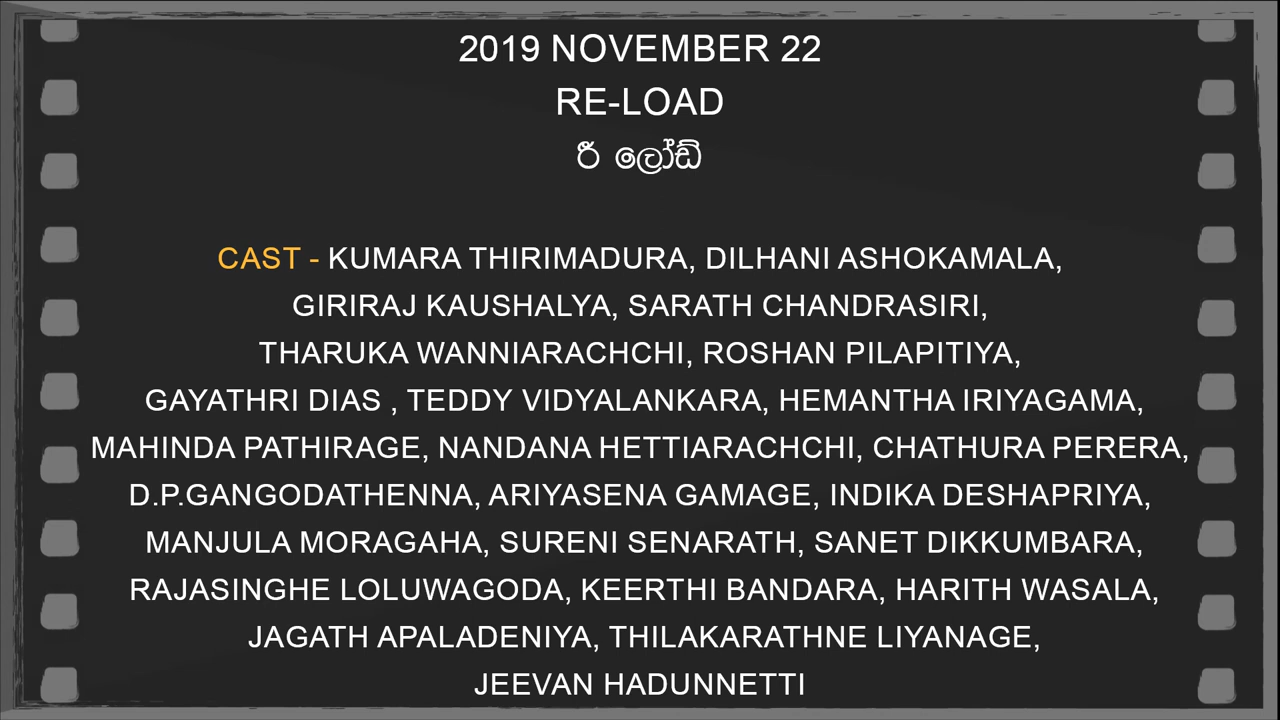 2019 NOVEMBER 22
RE-LOAD
රී ලෝඩ්
CAST - KUMARA THIRIMADURA, DILHANI ASHOKAMALA,
GIRIRAJ KAUSHALYA, SARATH CHANDRASIRI,
THARUKA WANNIARACHCHI, ROSHAN PILAPITIYA,
GAYATHRI DIAS , TEDDY VIDYALANKARA, HEMANTHA IRIYAGAMA,
MAHINDA PATHIRAGE, NANDANA HETTIARACHCHI, CHATHURA PERERA,
D.P.GANGODATHENNA, ARIYASENA GAMAGE, INDIKA DESHAPRIYA,
MANJULA MORAGAHA, SURENI SENARATH, SANET DIKKUMBARA,
RAJASINGHE LOLUWAGODA, KEERTHI BANDARA, HARITH WASALA,
JAGATH APALADENIYA, THILAKARATHNE LIYANAGE,
JEEVAN HADUNNETTI